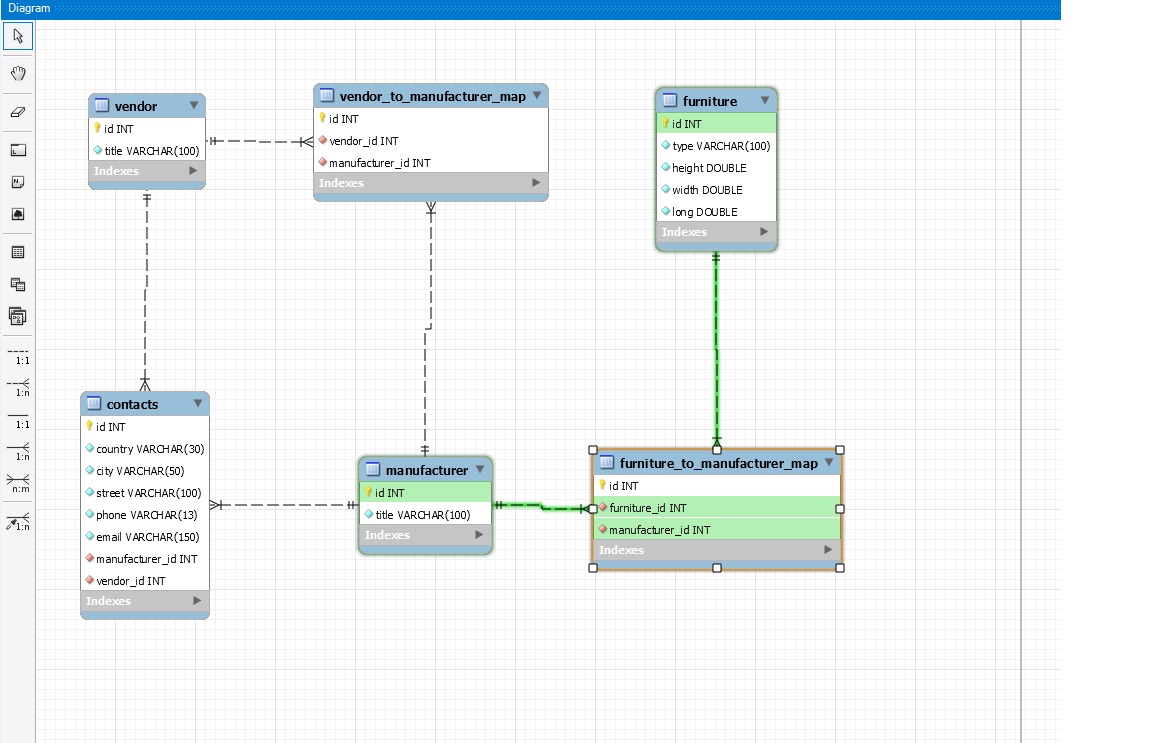 Diagram
vendor
id INT
title VARCHAR(100)
Indexes
vendor_to_manufacturer_map
id INT
vendor_id INT
manufacturer_id INT
Indexes
furniture
id INT
type VARCHAR(100)
height DOUBLE
width DOUBLE
long DOUBLE
Indexes
1:1
1:n
1:1
1:n
n:m
1:n
contacts
id INT
country VARCHAR(30)
city VARCHAR(50)
street VARCHAR(100)
phone VARCHAR(13)
email VARCHAR(150)
manufacturer_id INT
vendor_id INT
Indexes
manufacturer
id INT
title VARCHAR(100)
Indexes
furniture_to_manufacturer_map
id INT
furniture_id INT
manufacturer_id INT
Indexes